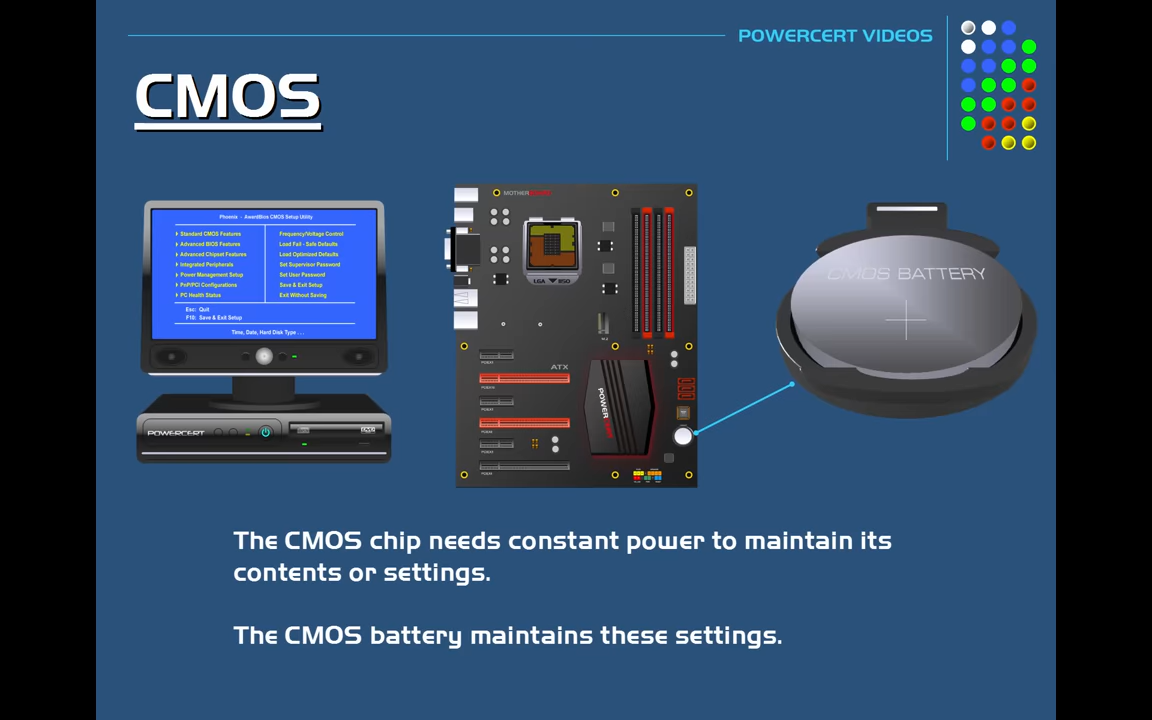 POWERCERT VIDEOS
CMOS
Phoenix - AwardBios CMOS Setup Utility
Standard CMOS Features
Advanced BIOS Features
Advanced Chipset Features
Integrated Peripherals
Power Management Setup
PnP/PCI Configurations
PC Health Status
Frequency/Voltage Control
Load Fail - Safe Defaults
Load Optimized Defaults
Set Supervisor Password
Set User Password
Save & Exit Setup
Exit Without Saving
Esc: Quit
F10: Save & Exit Setup
Time, Date, Hard Disk Type . . .
POWERCERT
MOTHERBOARD
LGA 1150
ATX
POWERCERT
CMOS BATTERY
The CMOS chip needs constant power to maintain its
contents or settings.
The CMOS battery maintains these settings.